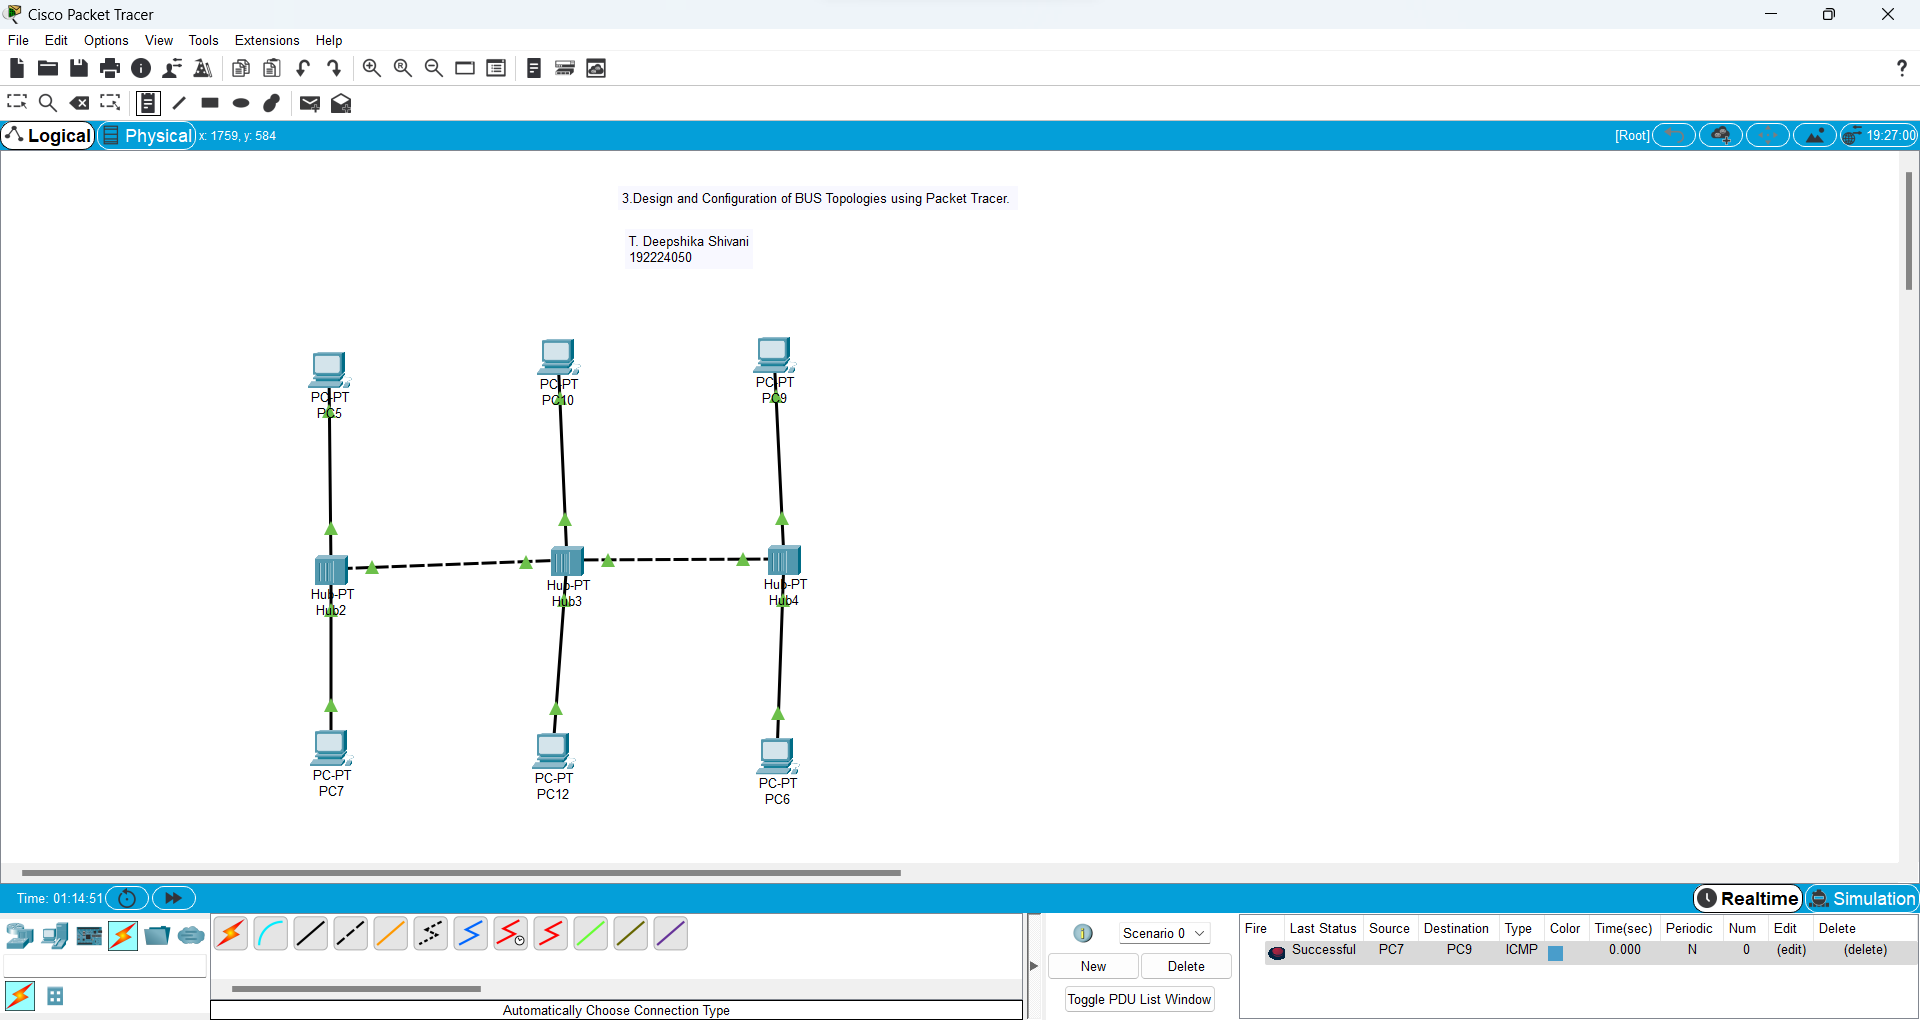 Cisco Packet Tracer
File Edit Options View Tools Extensions Help
?
Logical Physical x: 1759, y: 584 [Root] 19:27:00
3.Design and Configuration of BUS Topologies using Packet Tracer.
T. Deepshika Shivani
192224050
PC-PT
PC5
PC-PT
PC10
PC-PT
PC9
Hub-PT
Hub2
Hub-PT
Hub3
Hub-PT
Hub4
PC-PT
PC7
PC-PT
PC12
PC-PT
PC6
Time: 01:14:51 Realtime Simulation
Scenario 0
New Delete
Toggle PDU List Window
Fire Last Status Source Destination Type Color Time(sec) Periodic Num Edit Delete
Successful PC7 PC9 ICMP 0.000 N 0 (edit) (delete)
Automatically Choose Connection Type